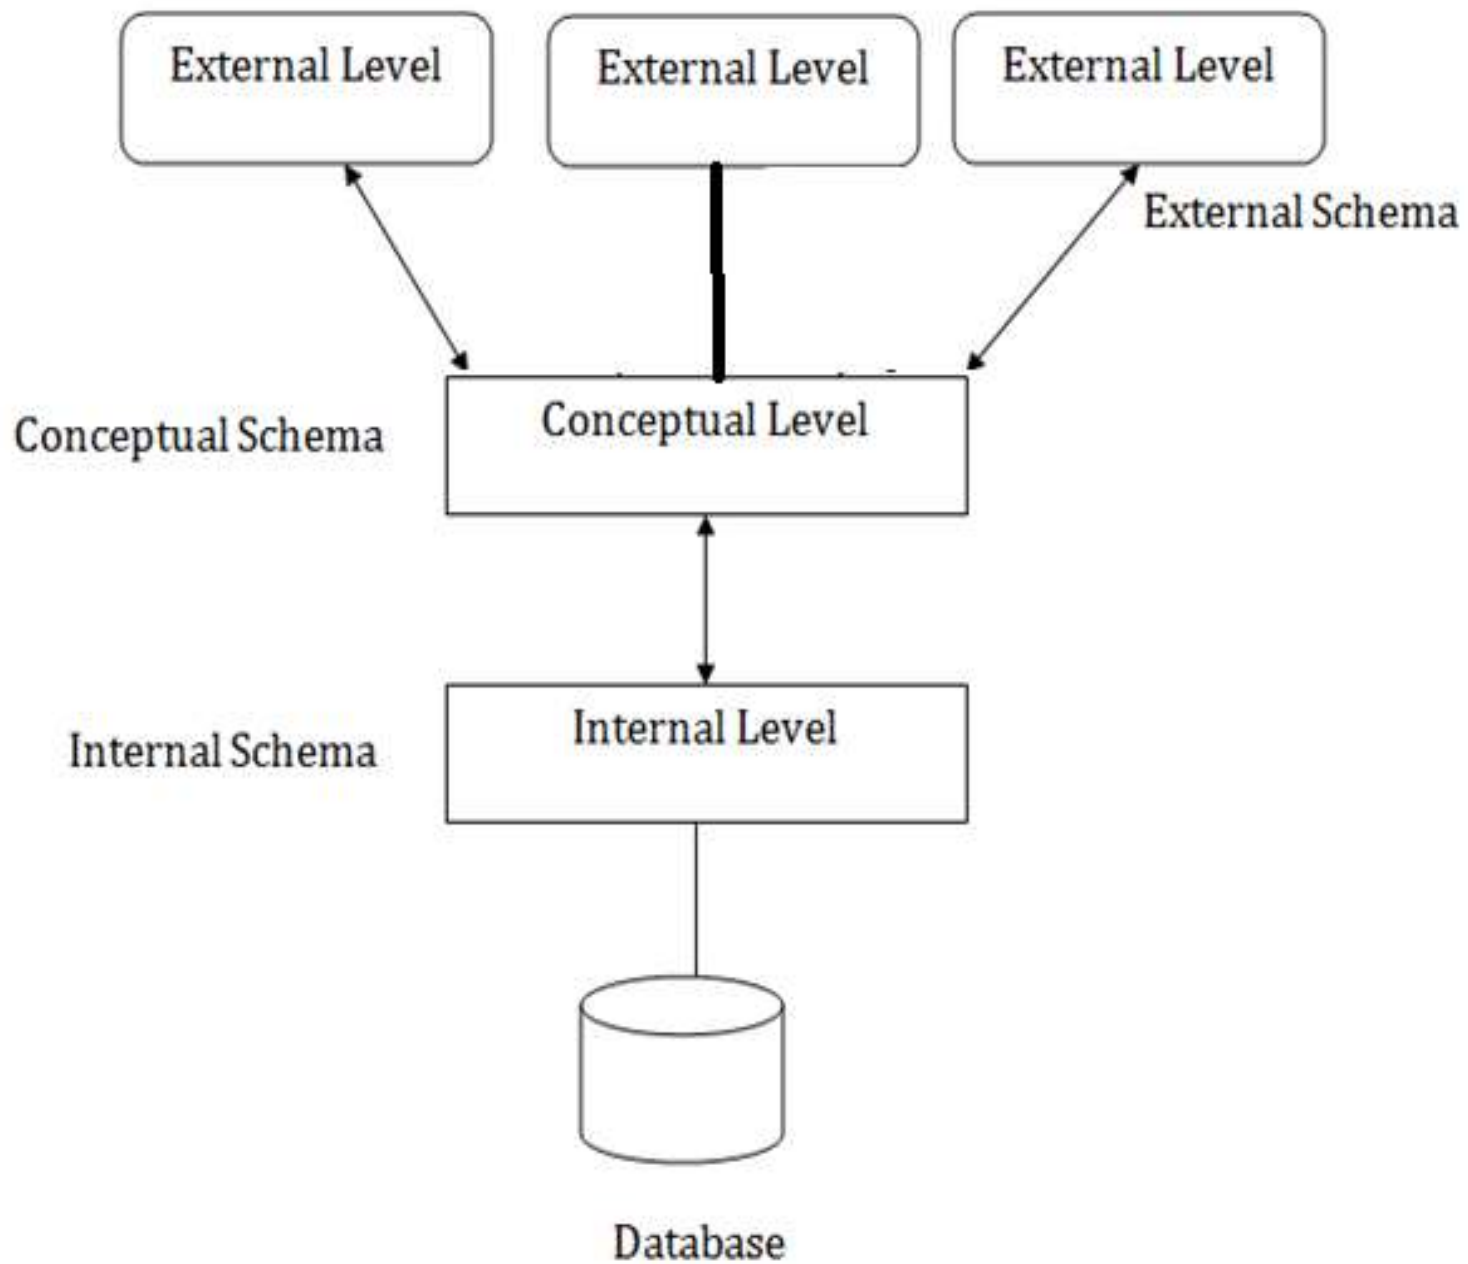 External Level
External Level
External Level
External Schema
Conceptual Schema
Conceptual Level
Internal Schema
Internal Level
Database